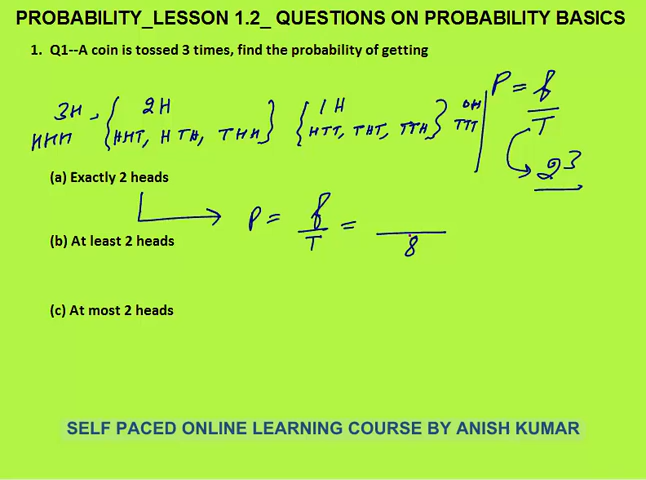 PROBABILITY_LESSON 1.2_ QUESTIONS ON PROBABILITY BASICS
1. Q1--A coin is tossed 3 times, find the probability of getting
3H, { 2H { 1H } 0H P = f/T
HHH {HHT, HTH, THH} {HTT, THT, TTH} TTT
2^3
(a) Exactly 2 heads
P = f/T = /8
(b) At least 2 heads
(c) At most 2 heads
SELF PACED ONLINE LEARNING COURSE BY ANISH KUMAR